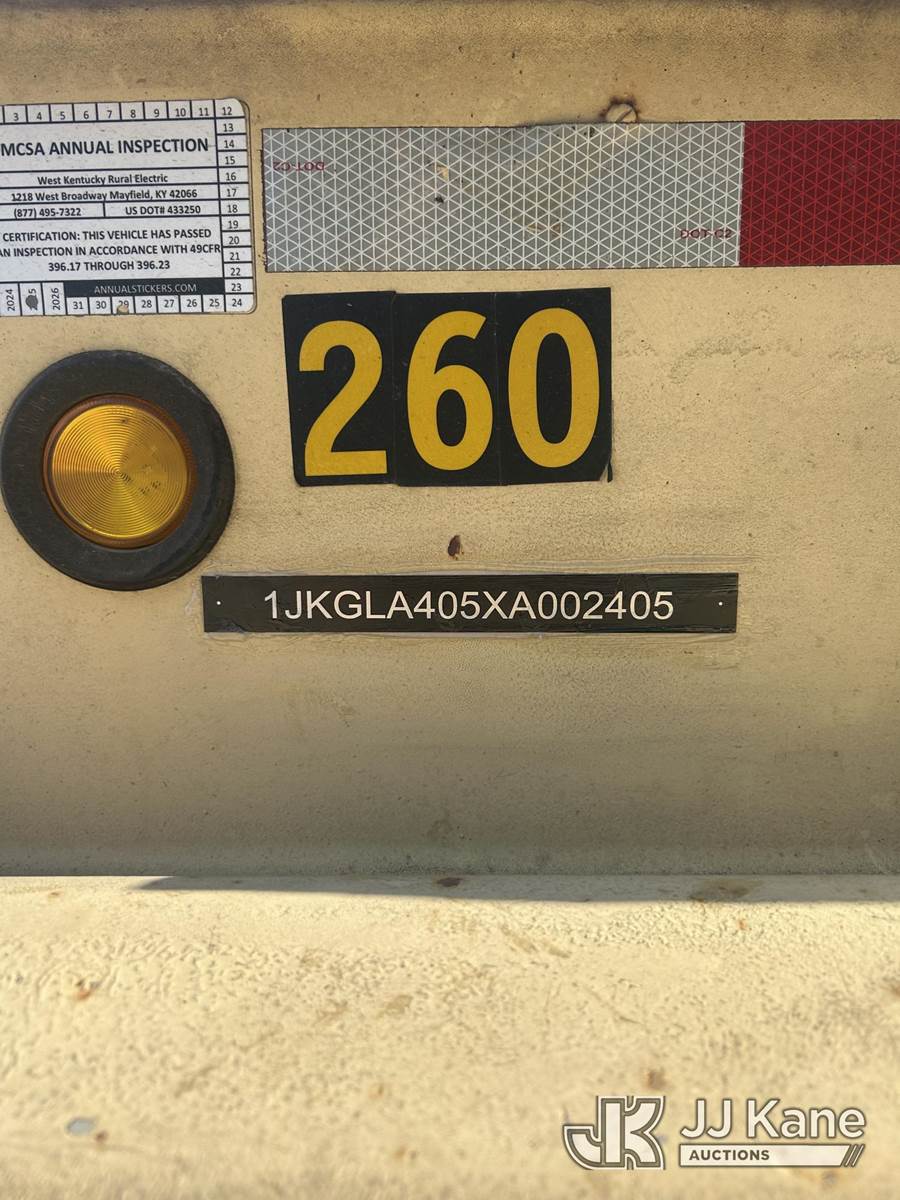 3 4 5 6 7 8 9 10 11 12
13
MCSA ANNUAL INSPECTION 14
15
West Kentucky Rural Electric 16
1218 West Broadway Mayfield, KY 42066 17
(877) 495-7322 US DOT# 433250 18
19
CERTIFICATION: THIS VEHICLE HAS PASSED 20
AN INSPECTION IN ACCORDANCE WITH 49CFR 21
396.17 THROUGH 396.23 22
ANNUALSTICKERS.COM 23
2024 2026 31 30 29 28 27 26 25 24
DOT-C2
DOT-C2
260
1JKGLA405XA002405
JK JJ Kane
AUCTIONS